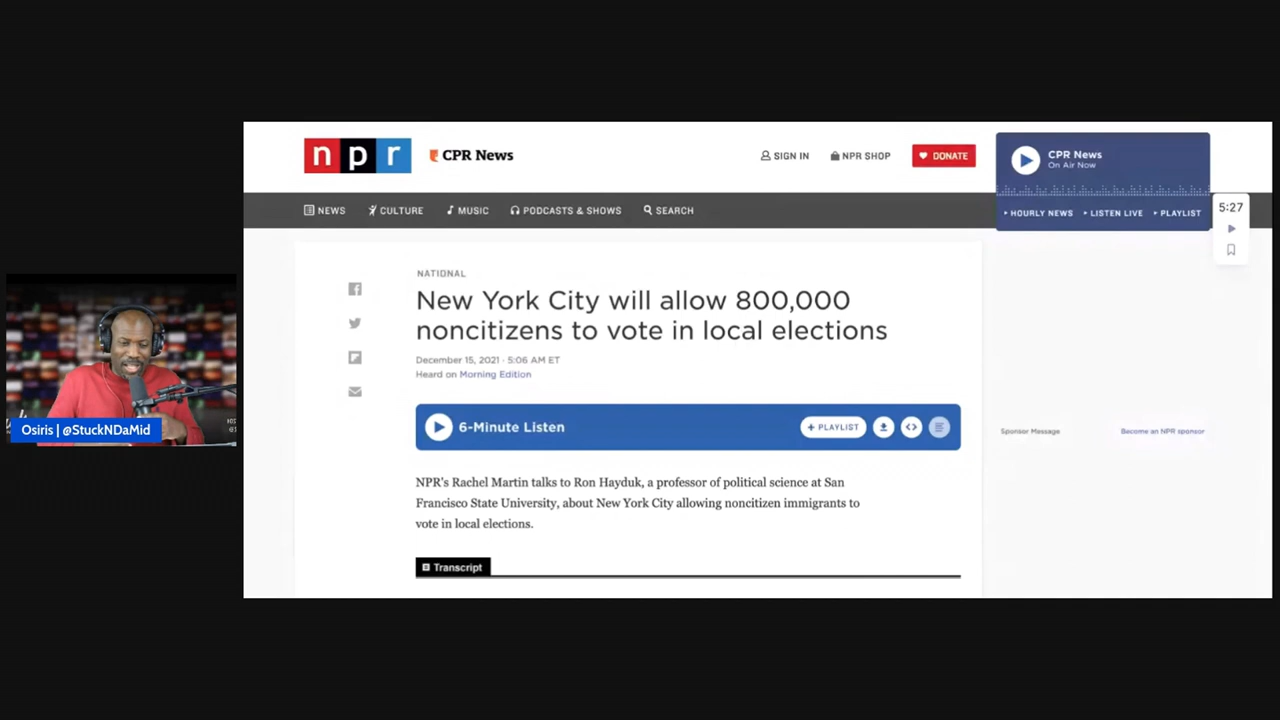 npr
CPR News
SIGN IN
NPR SHOP
DONATE
CPR News
On Air Now
NEWS
CULTURE
MUSIC
PODCASTS & SHOWS
SEARCH
HOURLY NEWS
LISTEN LIVE
PLAYLIST
5:27
NATIONAL
New York City will allow 800,000
noncitizens to vote in local elections
December 15, 2021 · 5:06 AM ET
Heard on Morning Edition
6-Minute Listen
+ PLAYLIST
NPR's Rachel Martin talks to Ron Hayduk, a professor of political science at San
Francisco State University, about New York City allowing noncitizen immigrants to
vote in local elections.
Transcript
Sponsor Message
Become an NPR sponsor
Osiris | @StuckNDaMid